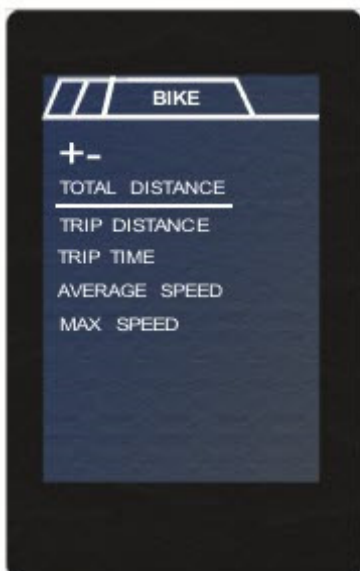 BIKE
+-
TOTAL DISTANCE
TRIP DISTANCE
TRIP TIME
AVERAGE SPEED
MAX SPEED